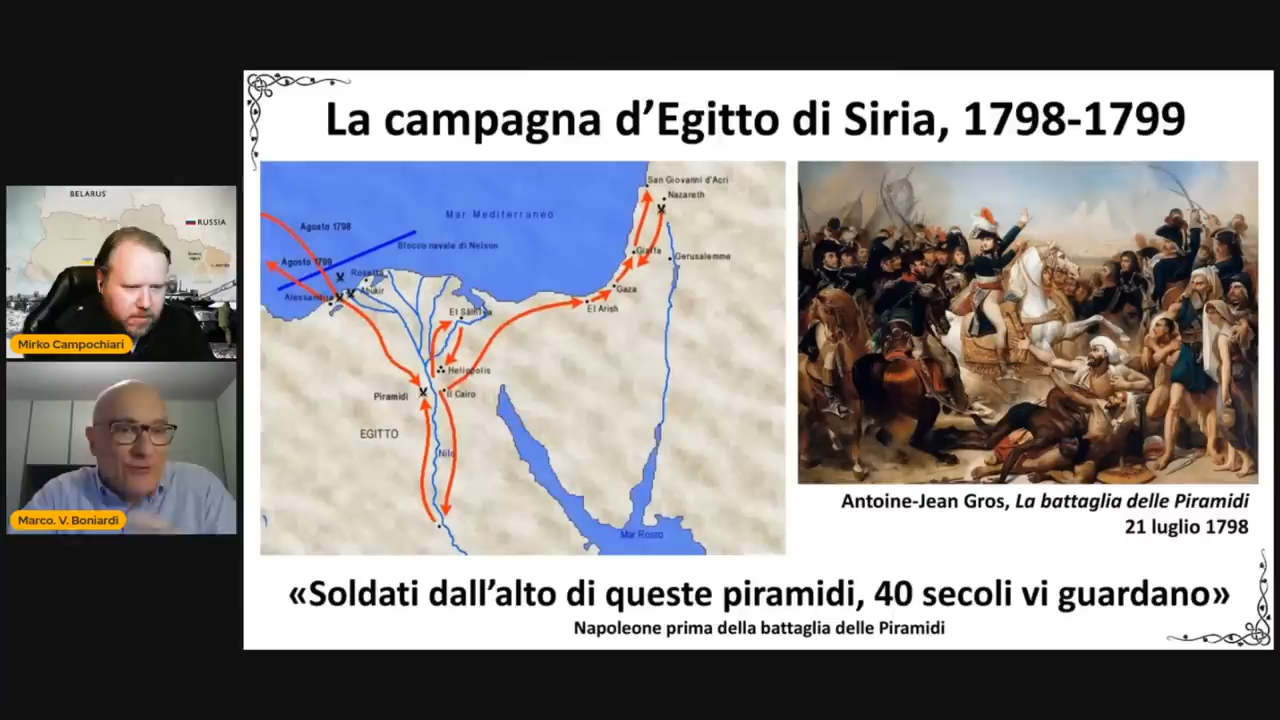 La campagna d'Egitto di Siria, 1798-1799
BELARUS
RUSSIA
Mirko Campochiari
Marco. V. Boniardi
San Giovanni d'Acri
Nazareth
Mar Mediterraneo
Agosto 1798
Blocco navale di Nelson
Giaffa
Gerusalemme
Agosto 1799
Rosetta
Abukir
Alessandria
Gaza
El Arish
El Salhiya
Heliopolis
Piramidi
Il Cairo
EGITTO
Nilo
Mar Rosso
Antoine-Jean Gros, La battaglia delle Piramidi
21 luglio 1798
«Soldati dall'alto di queste piramidi, 40 secoli vi guardano»
Napoleone prima della battaglia delle Piramidi